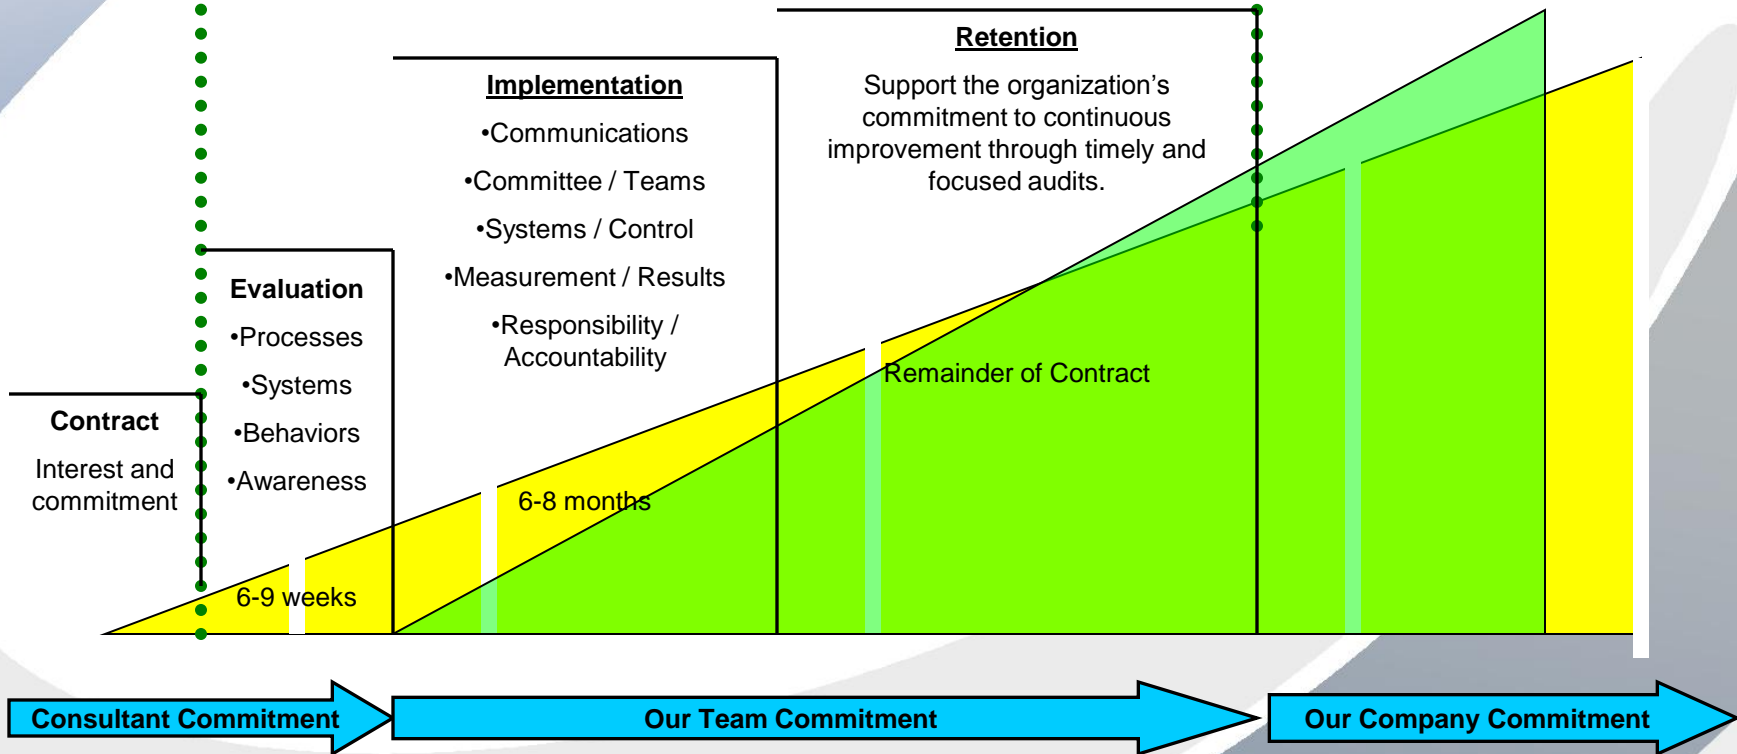 Contract
Interest and
commitment
Evaluation
•Processes
•Systems
•Behaviors
•Awareness
6-9 weeks
Implementation
•Communications
•Committee / Teams
•Systems / Control
•Measurement / Results
•Responsibility /
Accountability
6-8 months
Retention
Support the organization’s
commitment to continuous
improvement through timely and
focused audits.
Remainder of Contract
Consultant Commitment
Our Team Commitment
Our Company Commitment